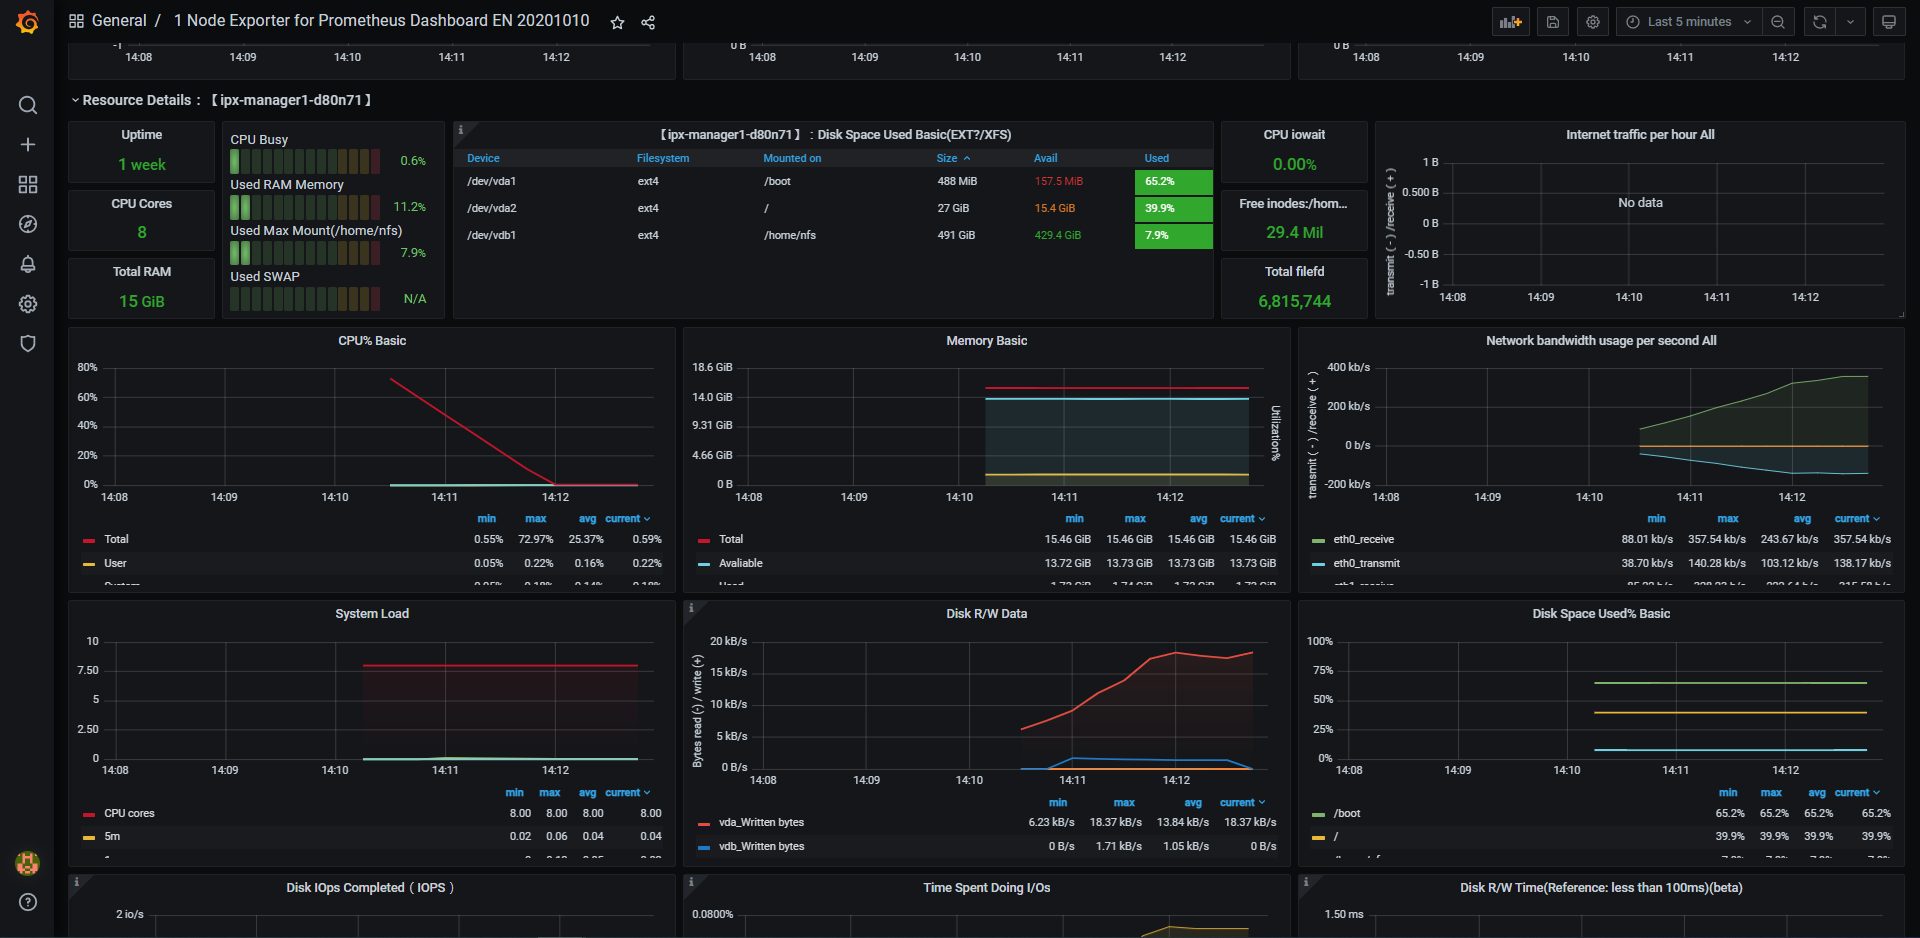 General / 1 Node Exporter for Prometheus Dashboard EN 20201010
Last 5 minutes
-1
14:08 14:09 14:10 14:11 14:12
0 B
14:08 14:09 14:10 14:11 14:12
0 B
14:08 14:09 14:10 14:11 14:12
Resource Details：【ipx-manager1-d80n71】
Uptime
1 week
CPU Cores
8
Total RAM
15 GiB
CPU Busy
0.6%
Used RAM Memory
11.2%
Used Max Mount(/home/nfs)
7.9%
Used SWAP
N/A
【ipx-manager1-d80n71】：Disk Space Used Basic(EXT?/XFS)
Device Filesystem Mounted on Size Avail Used
/dev/vda1 ext4 /boot 488 MiB 157.5 MiB 65.2%
/dev/vda2 ext4 / 27 GiB 15.4 GiB 39.9%
/dev/vdb1 ext4 /home/nfs 491 GiB 429.4 GiB 7.9%
CPU iowait
0.00%
Free inodes:/hom...
29.4 Mil
Total filefd
6,815,744
Internet traffic per hour All
transmit（-）/receive（+）
1 B
0.500 B
0 B
-0.50 B
-1 B
No data
14:08 14:09 14:10 14:11 14:12
CPU% Basic
80%
60%
40%
20%
0%
14:08 14:09 14:10 14:11 14:12
min max avg current
Total 0.55% 72.97% 25.37% 0.59%
User 0.05% 0.22% 0.16% 0.22%
Memory Basic
18.6 GiB
14.0 GiB
9.31 GiB
4.66 GiB
0 B
Utilization%
14:08 14:09 14:10 14:11 14:12
min max avg current
Total 15.46 GiB 15.46 GiB 15.46 GiB 15.46 GiB
Avaliable 13.72 GiB 13.73 GiB 13.73 GiB 13.73 GiB
Network bandwidth usage per second All
transmit（-）/receive（+）
400 kb/s
200 kb/s
0 b/s
-200 kb/s
14:08 14:09 14:10 14:11 14:12
min max avg current
eth0_receive 88.01 kb/s 357.54 kb/s 243.67 kb/s 357.54 kb/s
eth0_transmit 38.70 kb/s 140.28 kb/s 103.12 kb/s 138.17 kb/s
System Load
10
7.50
5
2.50
0
14:08 14:09 14:10 14:11 14:12
min max avg current
CPU cores 8.00 8.00 8.00 8.00
5m 0.02 0.06 0.04 0.04
Disk R/W Data
Bytes read (-) / write (+)
20 kB/s
15 kB/s
10 kB/s
5 kB/s
0 B/s
14:08 14:09 14:10 14:11 14:12
min max avg current
vda_Written bytes 6.23 kB/s 18.37 kB/s 13.84 kB/s 18.37 kB/s
vdb_Written bytes 0 B/s 1.71 kB/s 1.05 kB/s 0 B/s
Disk Space Used% Basic
100%
75%
50%
25%
0%
14:08 14:09 14:10 14:11 14:12
min max avg current
/boot 65.2% 65.2% 65.2% 65.2%
/ 39.9% 39.9% 39.9% 39.9%
Disk IOps Completed（IOPS）
2 io/s
Time Spent Doing I/Os
0.0800%
Disk R/W Time(Reference: less than 100ms)(beta)
1.50 ms